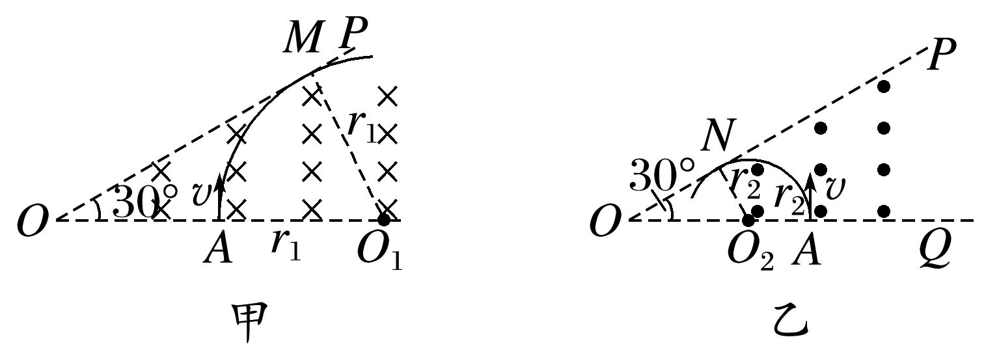 M P
r₁
30° v
O
A r₁ O₁
甲
P
N
30° r₂ r₂ v
O
O₂ A Q
乙